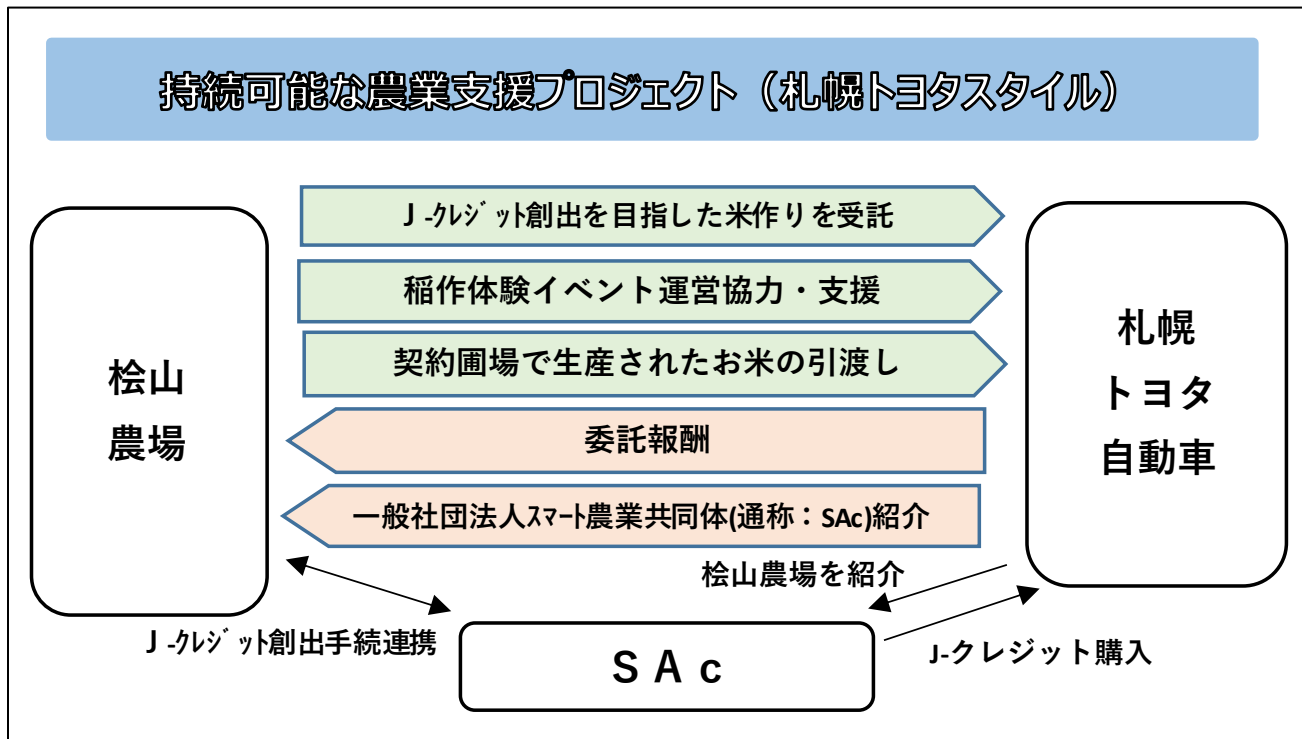 持続可能な農業支援プロジェクト（札幌トヨタスタイル）
Ｊ-ｸﾚｼﾞｯﾄ創出を目指した米作りを受託
稲作体験イベント運営協力・支援
契約圃場で生産されたお米の引渡し
委託報酬
一般社団法人ｽﾏｰﾄ農業共同体(通称：SAc)紹介
桧山
農場
札幌
トヨタ
自動車
桧山農場を紹介
Ｊ-ｸﾚｼﾞｯﾄ創出手続連携
ＳＡｃ
J-クレジット購入